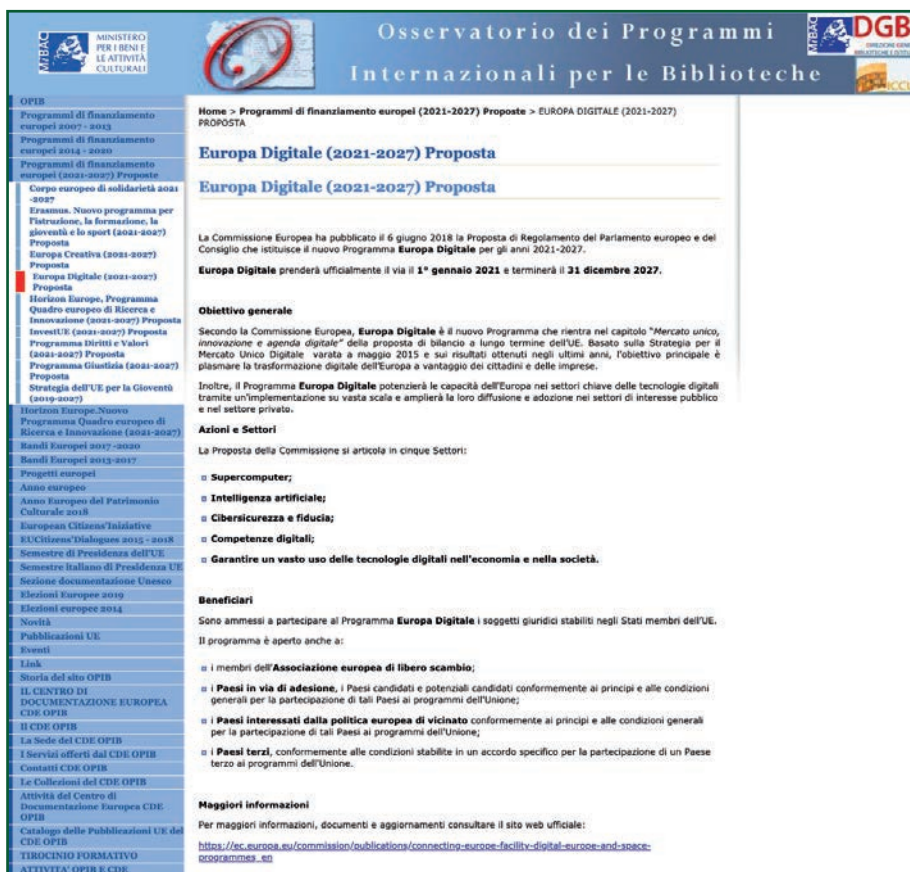 MiBAC
MINISTERO
PER I BENI E
LE ATTIVITÀ
CULTURALI
Osservatorio dei Programmi
Internazionali per le Biblioteche
MiBAC
DGB
ICCU
OPIB
Programmi di finanziamento
europei 2007 - 2013
Programmi di finanziamento
europei 2014 - 2020
Programmi di finanziamento
europei (2021-2027) Proposte
Corpo europeo di solidarietà 2021
-2027
Erasmus. Nuovo programma per
l'istruzione, la formazione, la
gioventù e lo sport (2021-2027)
Proposta
Europa Creativa (2021-2027)
Proposta
Europa Digitale (2021-2027)
Proposta
Horizon Europe, Programma
Quadro europeo di Ricerca e
Innovazione (2021-2027) Proposta
InvestUE (2021-2027) Proposta
Programma Diritti e Valori
(2021-2027) Proposta
Programma Giustizia (2021-2027)
Proposta
Strategia dell'UE per la Gioventù
(2019-2027)
Horizon Europe.Nuovo
Programma Quadro europeo di
Ricerca e Innovazione (2021-2027)
Bandi Europei 2017 -2020
Bandi Europei 2013-2017
Progetti europei
Anno europeo
Anno Europeo del Patrimonio
Culturale 2018
European Citizens'Iniziative
EUCitizens'Dialogues 2015 - 2018
Semestre di Presidenza dell'UE
Semestre italiano di Presidenza UE
Sezione documentazione Unesco
Elezioni Europee 2019
Elezioni europee 2014
Novità
Pubblicazioni UE
Eventi
Link
Storia del sito OPIB
IL CENTRO DI
DOCUMENTAZIONE EUROPEA
CDE OPIB
Il CDE OPIB
La Sede del CDE OPIB
I Servizi offerti dal CDE OPIB
Contatti CDE OPIB
Le Collezioni del CDE OPIB
Attività del Centro di
Documentazione Europea CDE
OPIB
Catalogo delle Pubblicazioni UE del
CDE OPIB
TIROCINIO FORMATIVO
ATTIVITA' OPIB E CDE
Home > Programmi di finanziamento europei (2021-2027) Proposte > EUROPA DIGITALE (2021-2027)
PROPOSTA
Europa Digitale (2021-2027) Proposta
Europa Digitale (2021-2027) Proposta
La Commissione Europea ha pubblicato il 6 giugno 2018 la Proposta di Regolamento del Parlamento europeo e del
Consiglio che istituisce il nuovo Programma Europa Digitale per gli anni 2021-2027.
Europa Digitale prenderà ufficialmente il via il 1° gennaio 2021 e terminerà il 31 dicembre 2027.
Obiettivo generale
Secondo la Commissione Europea, Europa Digitale è il nuovo Programma che rientra nel capitolo "Mercato unico,
innovazione e agenda digitale" della proposta di bilancio a lungo termine dell'UE. Basato sulla Strategia per il
Mercato Unico Digitale varata a maggio 2015 e sui risultati ottenuti negli ultimi anni, l'obiettivo principale è
plasmare la trasformazione digitale dell'Europa a vantaggio dei cittadini e delle imprese.
Inoltre, il Programma Europa Digitale potenzierà le capacità dell'Europa nei settori chiave delle tecnologie digitali
tramite un'implementazione su vasta scala e amplierà la loro diffusione e adozione nei settori di interesse pubblico
e nel settore privato.
Azioni e Settori
La Proposta della Commissione si articola in cinque Settori:
Supercomputer;
Intelligenza artificiale;
Cibersicurezza e fiducia;
Competenze digitali;
Garantire un vasto uso delle tecnologie digitali nell'economia e nella società.
Beneficiari
Sono ammessi a partecipare al Programma Europa Digitale i soggetti giuridici stabiliti negli Stati membri dell'UE.
Il programma è aperto anche a:
i membri dell'Associazione europea di libero scambio;
i Paesi in via di adesione, i Paesi candidati e potenziali candidati conformemente ai principi e alle condizioni
generali per la partecipazione di tali Paesi ai programmi dell'Unione;
i Paesi interessati dalla politica europea di vicinato conformemente ai principi e alle condizioni generali
per la partecipazione di tali Paesi ai programmi dell'Unione;
i Paesi terzi, conformemente alle condizioni stabilite in un accordo specifico per la partecipazione di un Paese
terzo ai programmi dell'Unione.
Maggiori informazioni
Per maggiori informazioni, documenti e aggiornamenti consultare il sito web ufficiale:
https://ec.europa.eu/commission/publications/connecting-europe-facility-digital-europe-and-space-
programmes_en